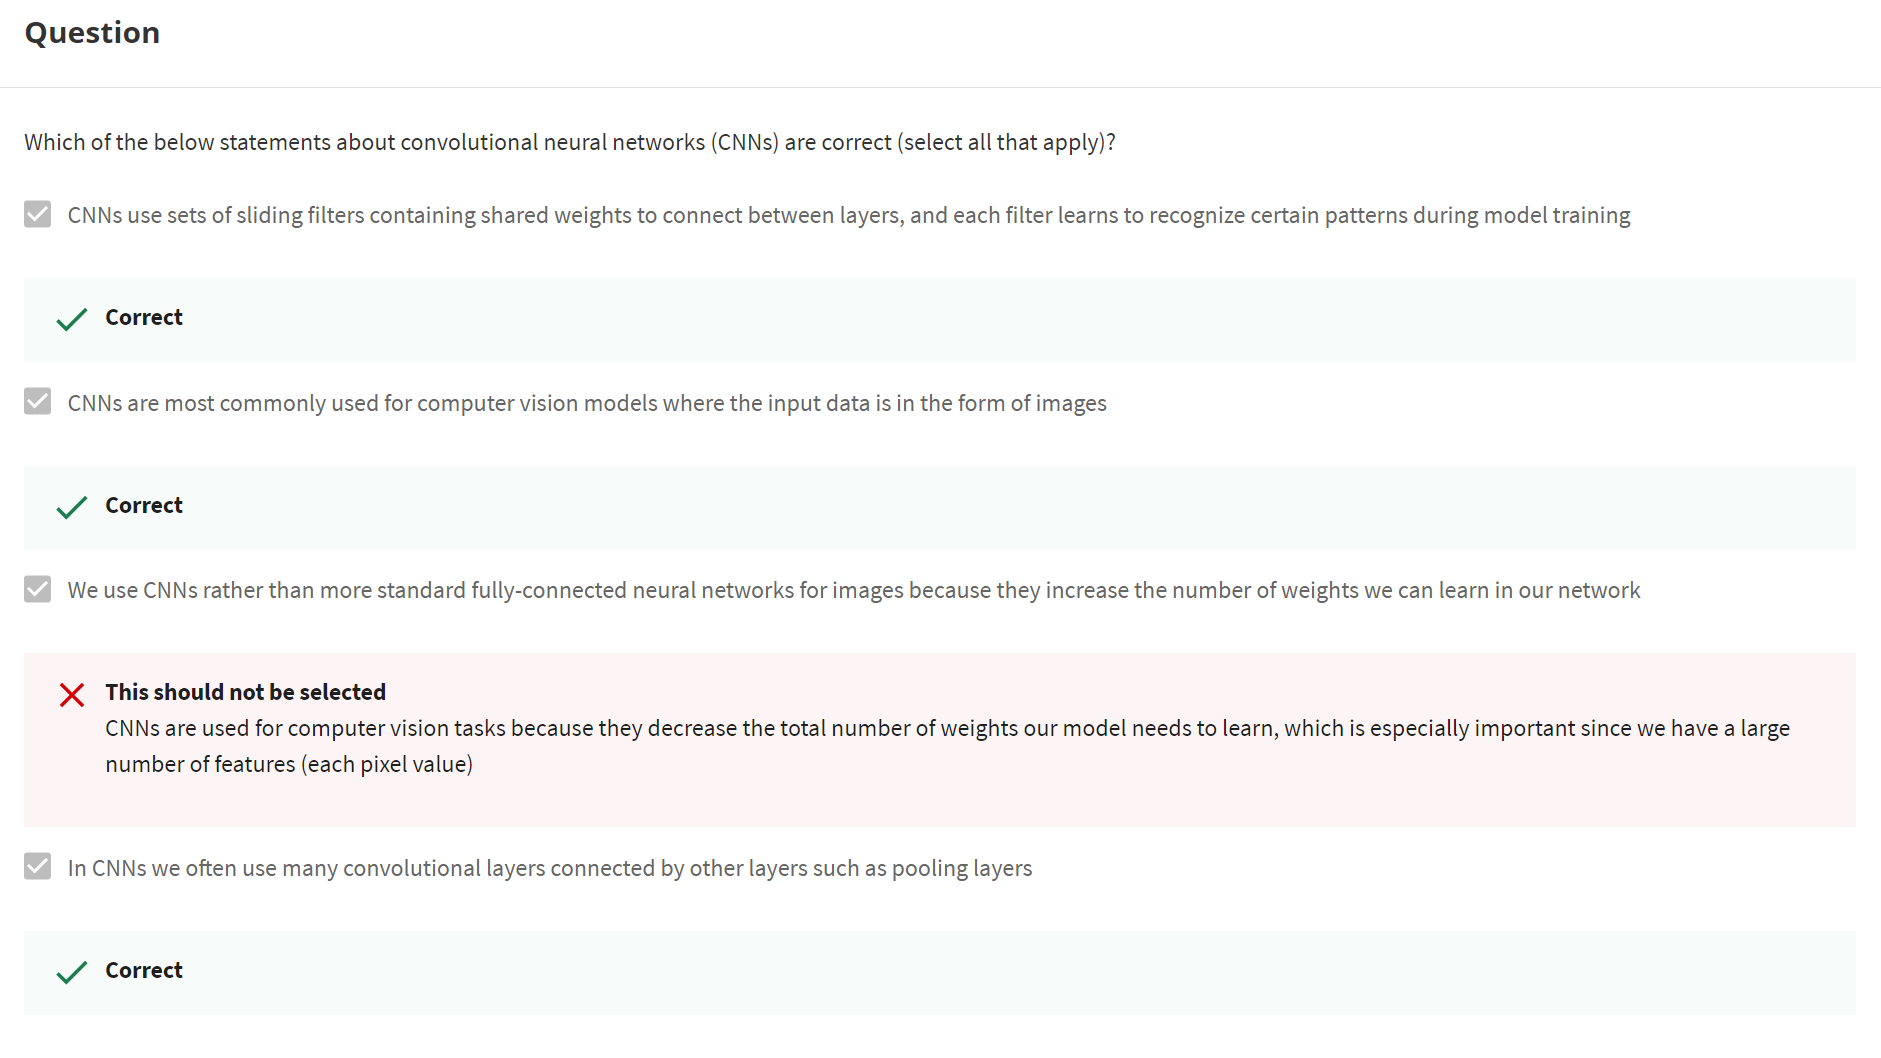 Question
Which of the below statements about convolutional neural networks (CNNs) are correct (select all that apply)?
CNNs use sets of sliding filters containing shared weights to connect between layers, and each filter learns to recognize certain patterns during model training
Correct
CNNs are most commonly used for computer vision models where the input data is in the form of images
Correct
We use CNNs rather than more standard fully-connected neural networks for images because they increase the number of weights we can learn in our network
This should not be selected
CNNs are used for computer vision tasks because they decrease the total number of weights our model needs to learn, which is especially important since we have a large
number of features (each pixel value)
In CNNs we often use many convolutional layers connected by other layers such as pooling layers
Correct